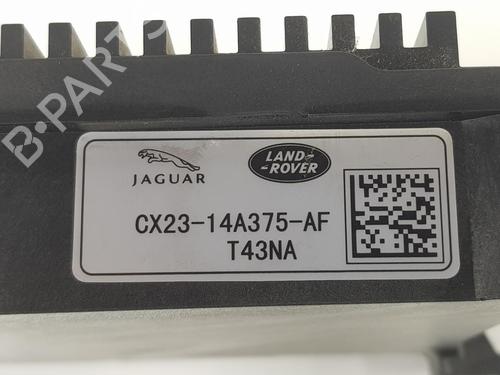 B-PARTS
JAGUAR
LAND
ROVER
CX23-14A375-AF
T43NA